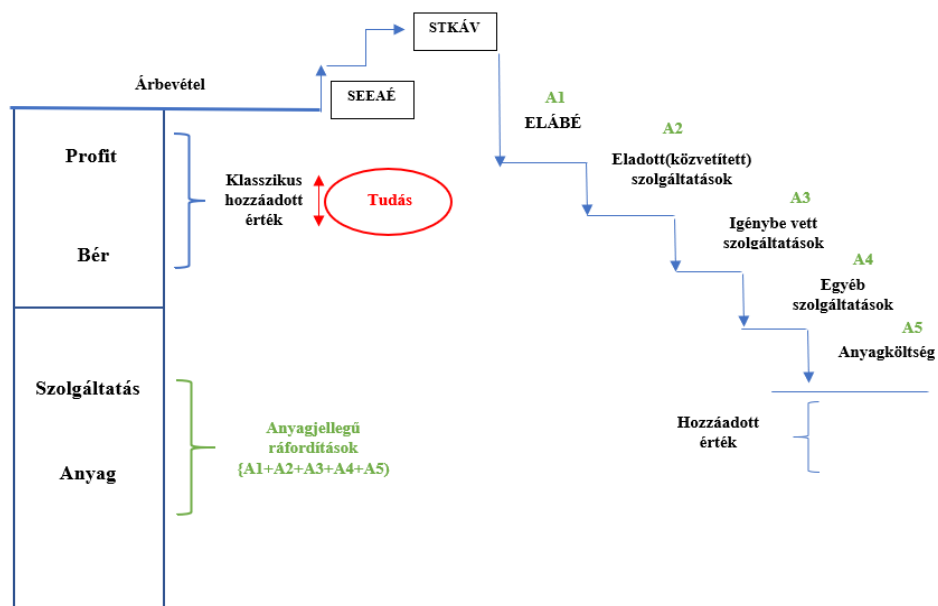 STKÁV
Árbevétel
SEEAÉ
A1
ELÁBÉ
A2
Eladott(közvetített)
szolgáltatások
Profit
Klasszikus
hozzáadott
érték
Tudás
A3
Igénybe vett
szolgáltatások
Bér
A4
Egyéb
szolgáltatások
A5
Anyagköltség
Szolgáltatás
Anyag
Anyagjellegű
ráfordítások
{A1+A2+A3+A4+A5)
Hozzáadott
érték